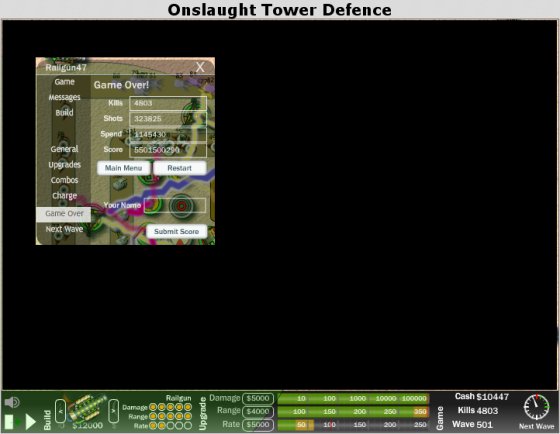 Onslaught Tower Defence
Railgun47 X
Game
Messages
Build
General
Upgrades
Combos
Charge
Game Over
Next Wave
Game Over!
Kills 4803
Shots 323825
Spend 1145430
Score 5501500290
Main Menu Restart
Your Name
Submit Score
Build
$12000
Railgun
Damage
Range
Rate
Upgrade
Damage $5000 10 100 1000 10000 100000
Range $4000 100 150 200 250 350
Rate $5000 50 100 150 200 250
Game
Cash $10447
Kills 4803
Wave 501
Next Wave